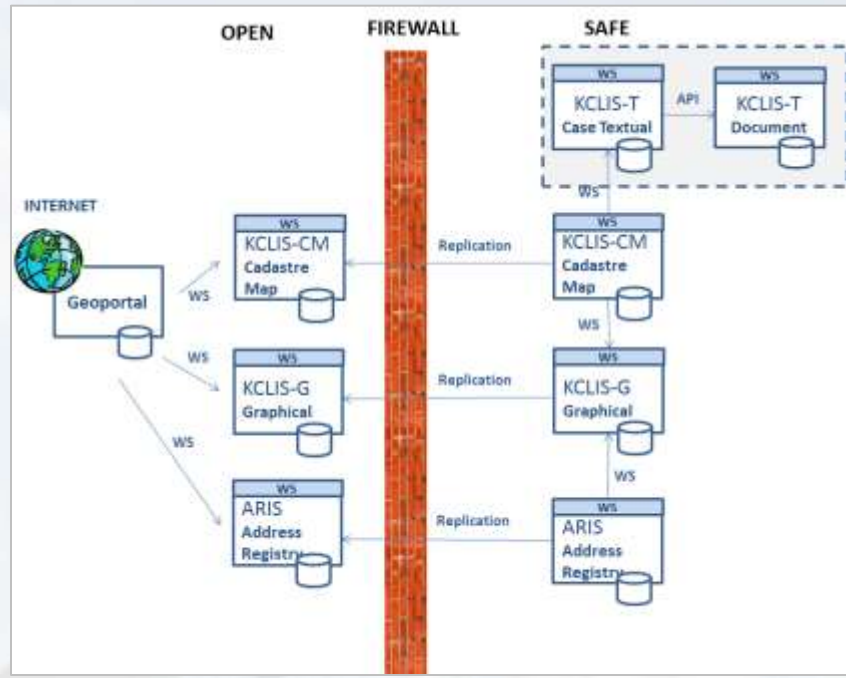 OPEN
FIREWALL
SAFE
WS
KCLIS-T
Case Textual
API
WS
KCLIS-T
Document
WS
INTERNET
Geoportal
WS
WS
WS
WS
KCLIS-CM
Cadastre
Map
Replication
WS
KCLIS-CM
Cadastre
Map
WS
WS
KCLIS-G
Graphical
Replication
WS
KCLIS-G
Graphical
WS
WS
ARIS
Address
Registry
Replication
WS
ARIS
Address
Registry